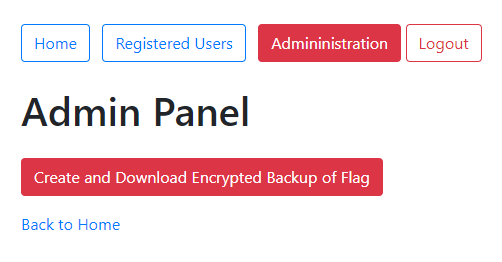 Home Registered Users Admininistration Logout
Admin Panel
Create and Download Encrypted Backup of Flag
Back to Home